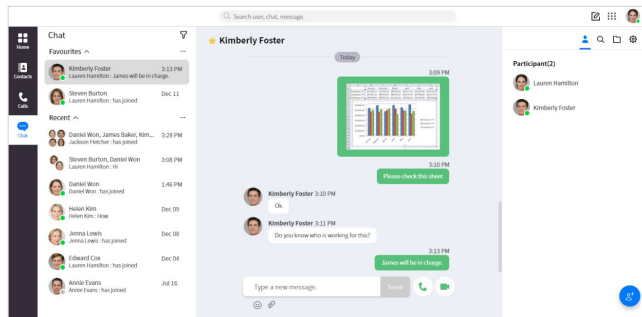 Search user, chat, message.
Home
Contacts
Calls
Chat
Chat
Favourites
Kimberly Foster 3:13 PM
Lauren Hamilton : James will be in charge.
Steven Burton Dec 11
Lauren Hamilton : has joined
Recent
Daniel Won, James Baker, Kim... 3:28 PM
Jackson Fletcher : has joined
Steven Burton, Daniel Won 3:08 PM
Lauren Hamilton : Hi
Daniel Won 1:46 PM
Daniel Won : has joined
Helen Kim Dec 09
Helen Kim : How
Jenna Lewis Dec 08
Jenna Lewis : has joined
Edward Cox Dec 04
Lauren Hamilton : has joined
Annie Evans Jul 16
Annie Evans : has joined
Kimberly Foster
Today
3:09 PM
3:10 PM
Please check this sheet
Kimberly Foster 3:10 PM
Ok
Kimberly Foster 3:11 PM
Do you know who is working for this?
3:13 PM
James will be in charge.
Type a new message.
Send
Participant(2)
Lauren Hamilton
Kimberly Foster